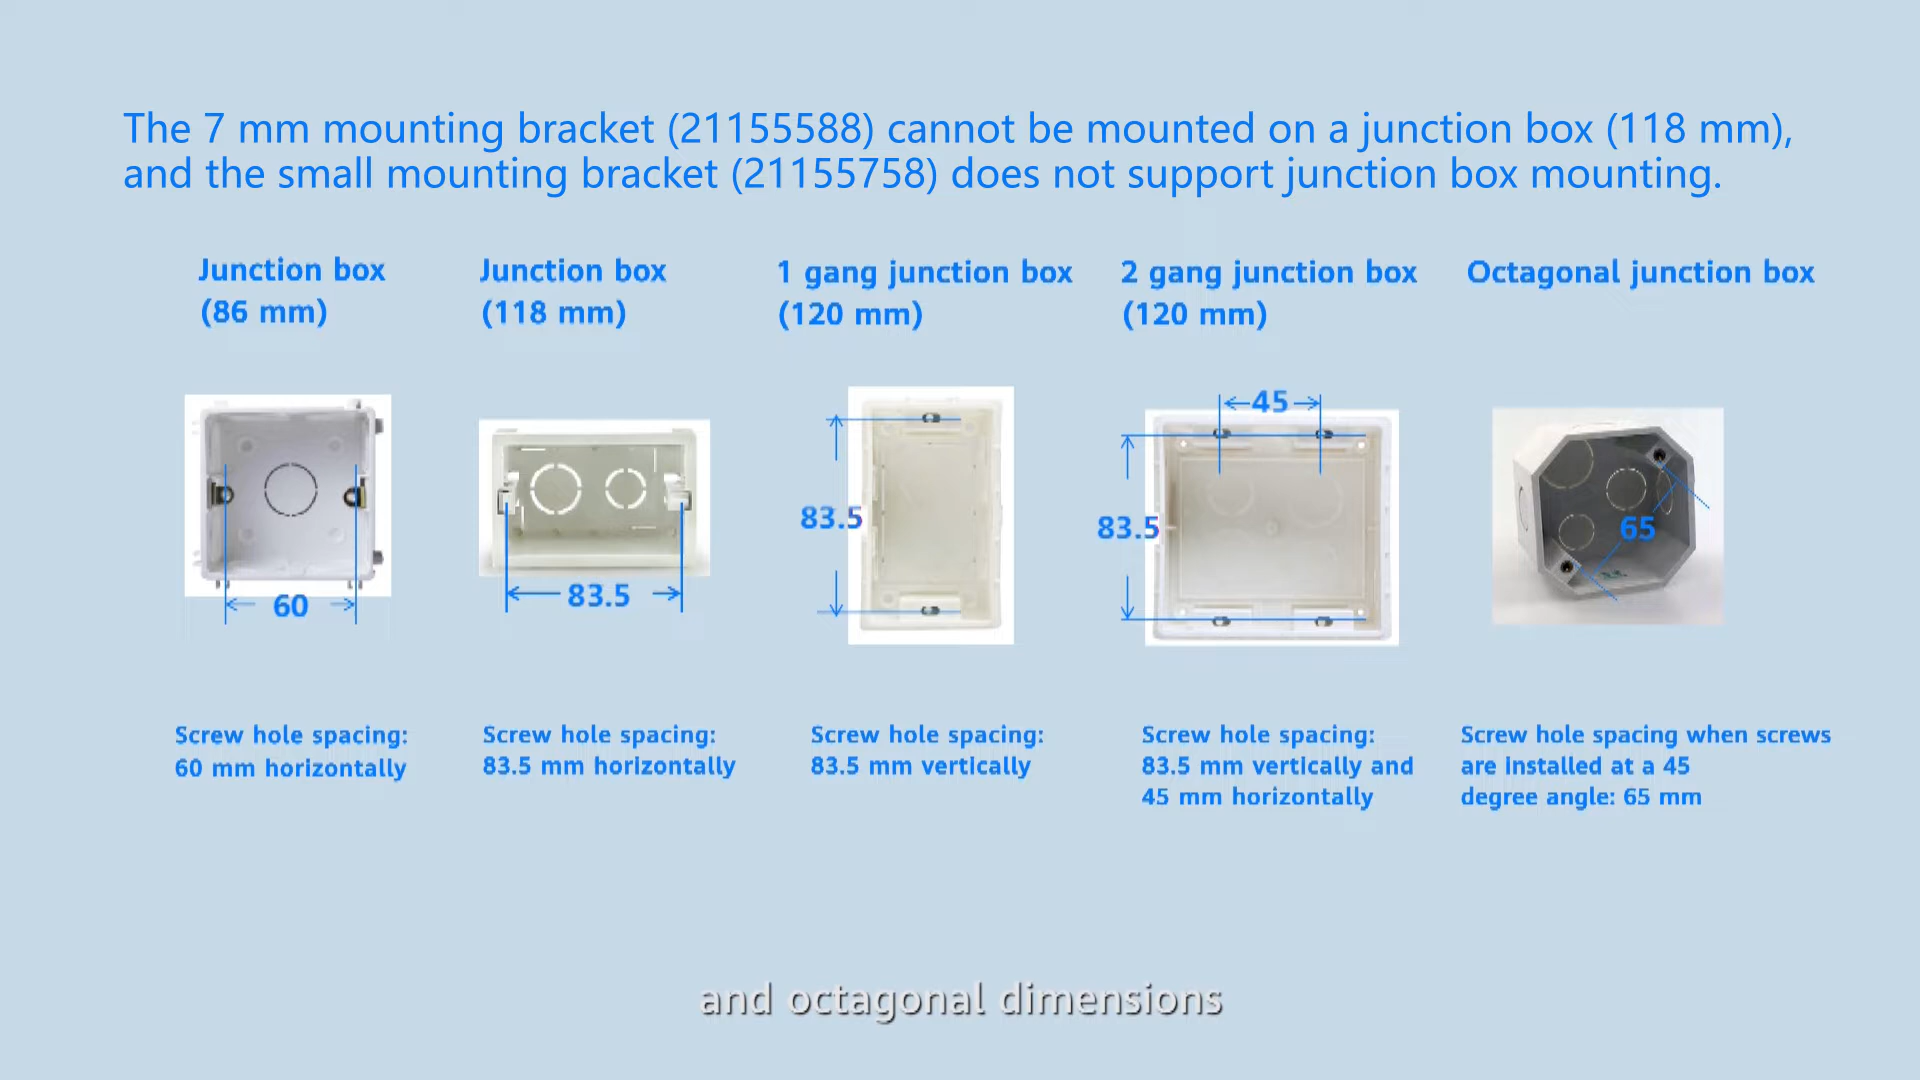 The 7 mm mounting bracket (21155588) cannot be mounted on a junction box (118 mm),
and the small mounting bracket (21155758) does not support junction box mounting.
Junction box
(86 mm)
Junction box
(118 mm)
1 gang junction box
(120 mm)
2 gang junction box
(120 mm)
Octagonal junction box
60
83.5
83.5
45
83.5
65
Screw hole spacing:
60 mm horizontally
Screw hole spacing:
83.5 mm horizontally
Screw hole spacing:
83.5 mm vertically
Screw hole spacing:
83.5 mm vertically and
45 mm horizontally
Screw hole spacing when screws
are installed at a 45
degree angle: 65 mm
and octagonal dimensions